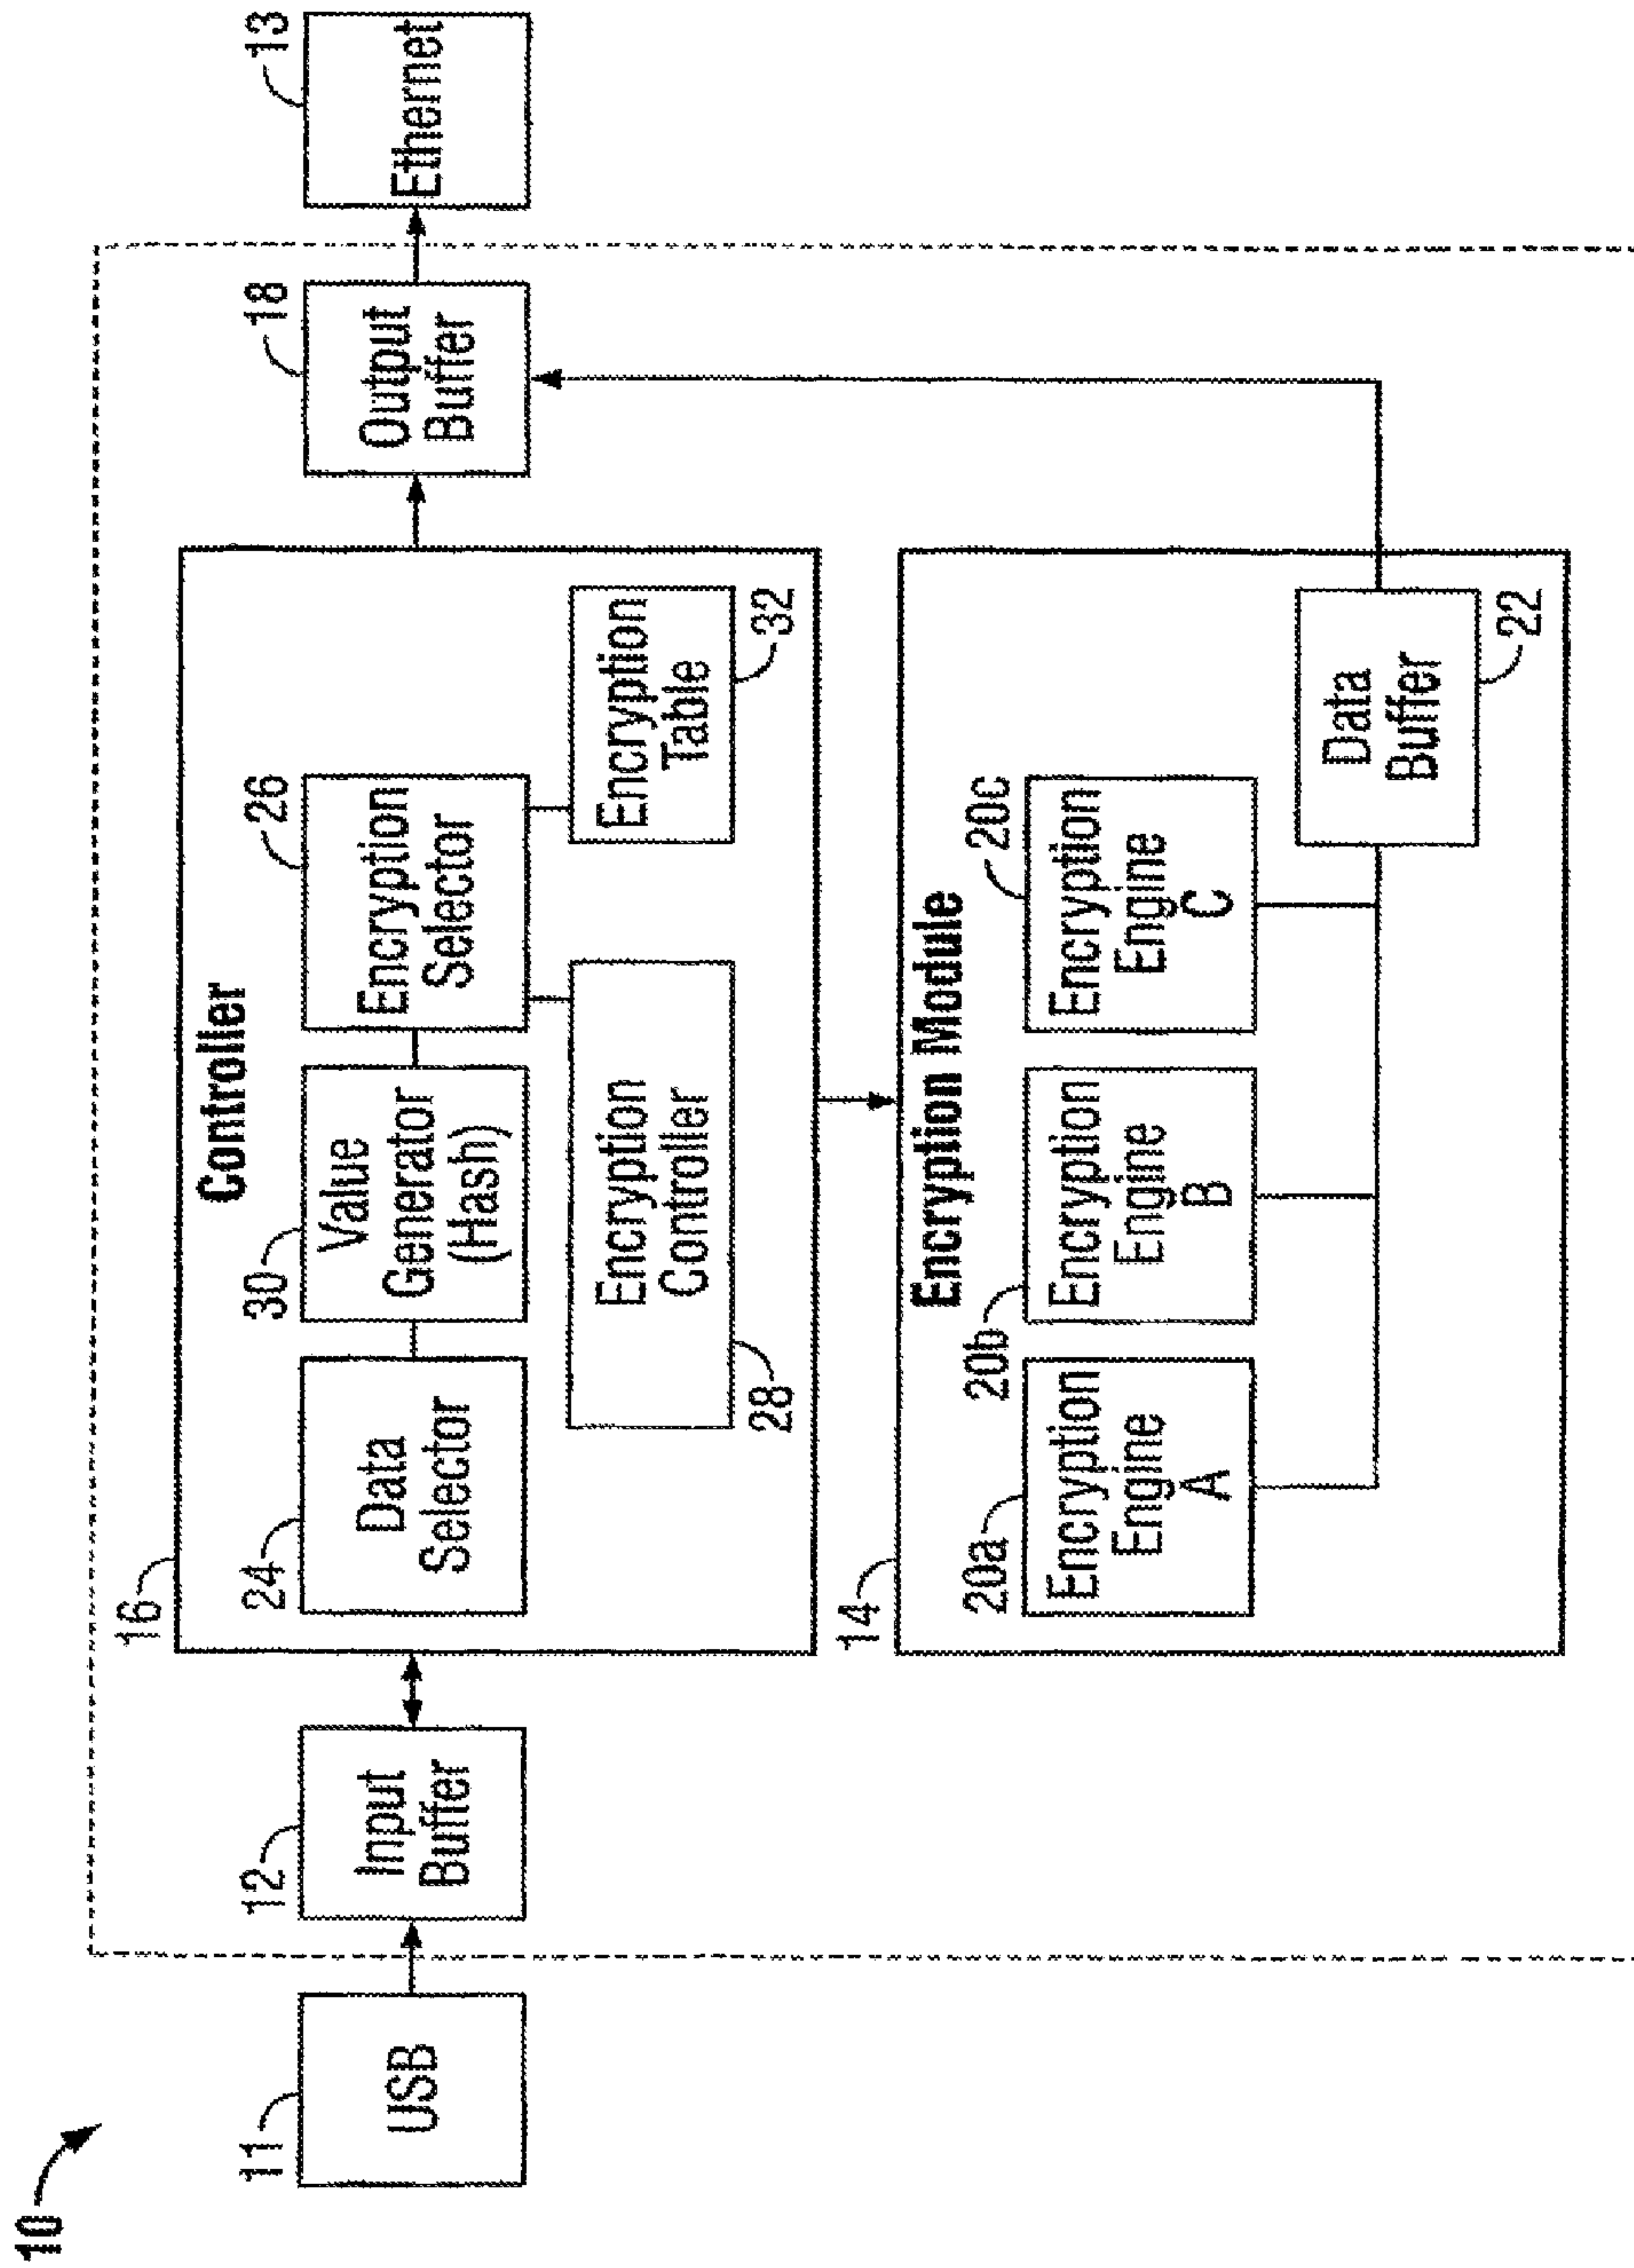 10
11
USB
12
Input
Buffer
16
Controller
24
Data
Selector
30
Value
Generator
(Hash)
26
Encryption
Selector
28
Encryption
Controller
Encryption
Table
32
18
Output
Buffer
13
Ethernet
14
Encryption Module
20a
Encryption
Engine
A
20b
Encryption
Engine
B
20c
Encryption
Engine
C
Data
Buffer
22